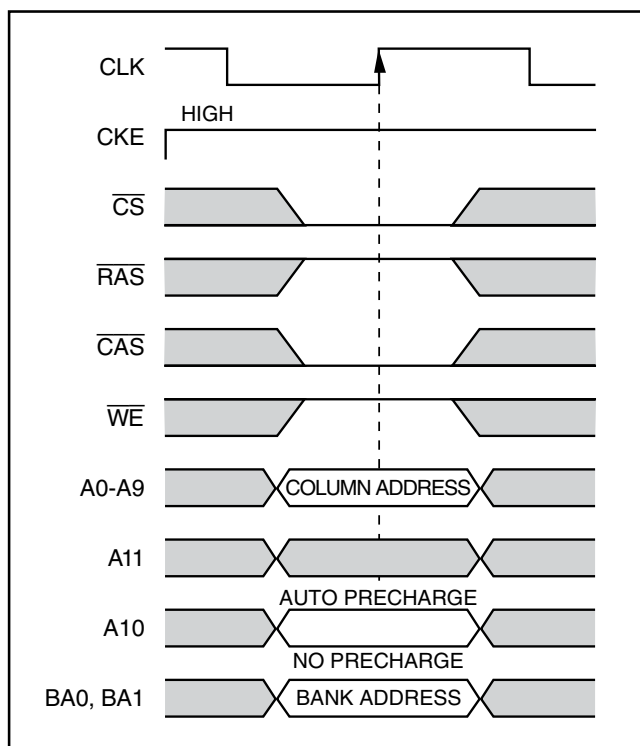 CLK
HIGH
CKE
CS
RAS
CAS
WE
A0-A9 COLUMN ADDRESS
A11
AUTO PRECHARGE
A10
NO PRECHARGE
BA0, BA1 BANK ADDRESS